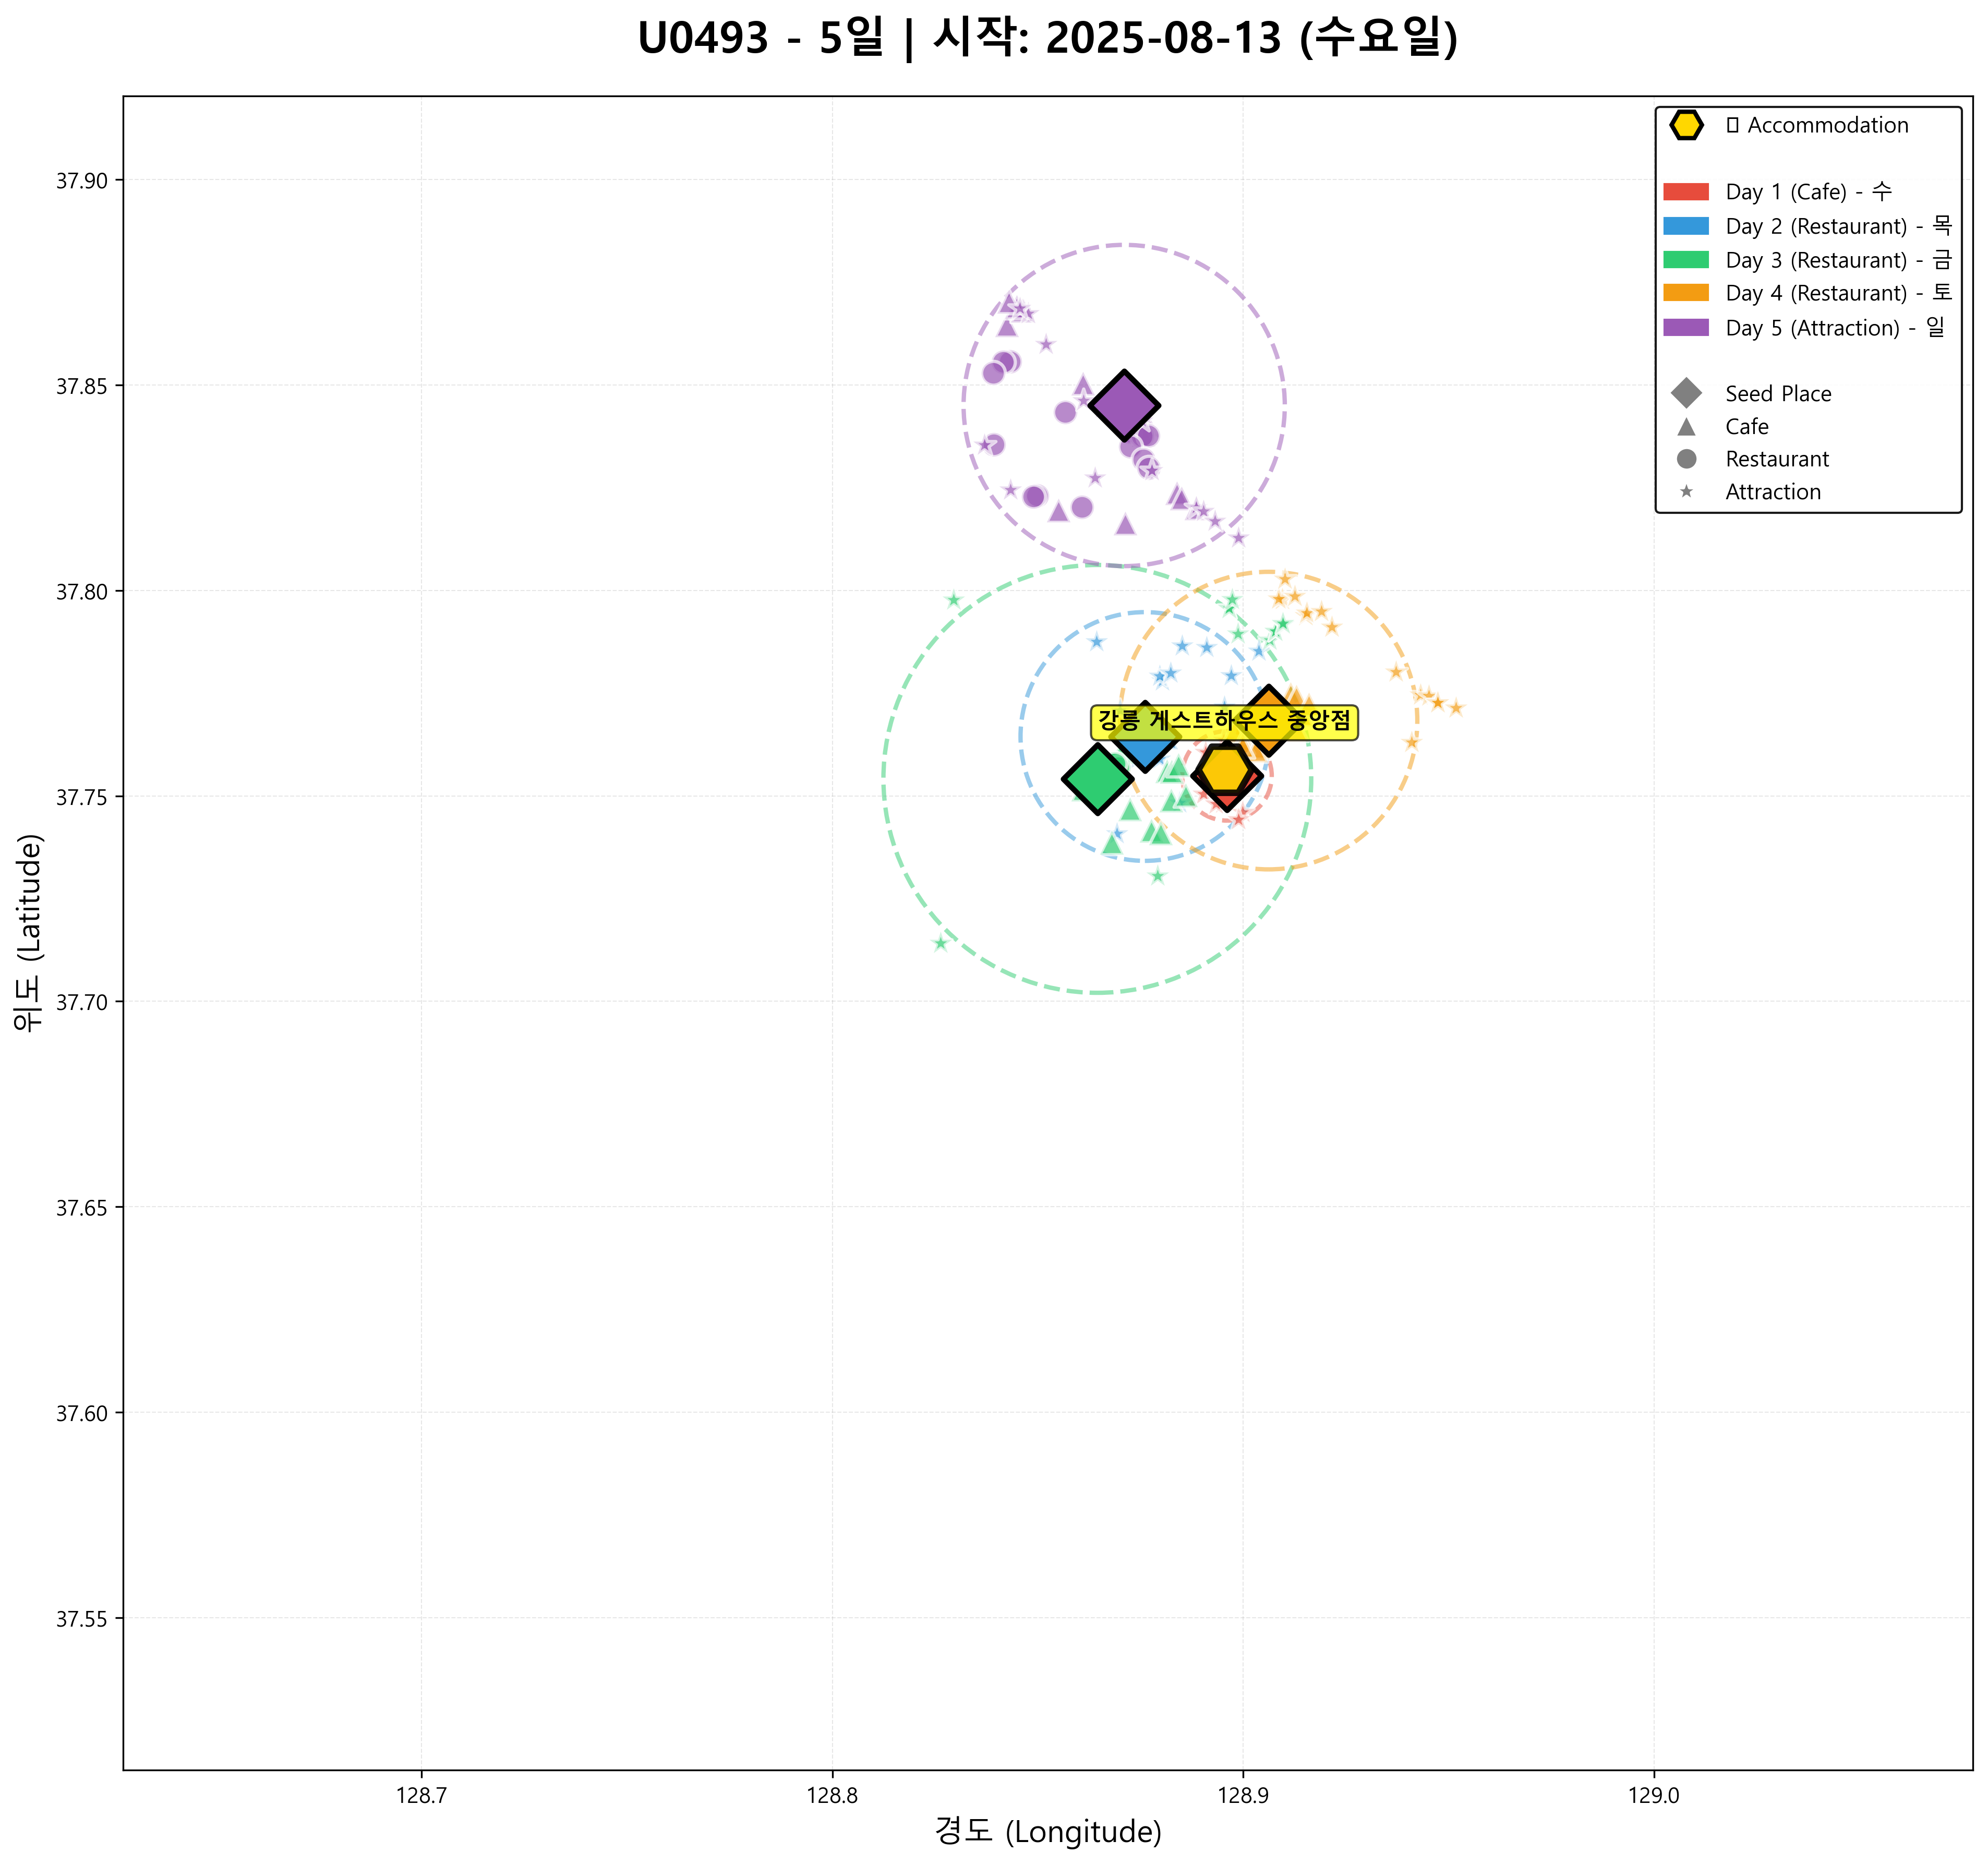 U0493 - 5일 | 시작: 2025-08-13 (수요일)
Accommodation
Day 1 (Cafe) - 수
Day 2 (Restaurant) - 목
Day 3 (Restaurant) - 금
Day 4 (Restaurant) - 토
Day 5 (Attraction) - 일
Seed Place
Cafe
Restaurant
Attraction
37.90
37.85
37.80
37.75
37.70
37.65
37.60
37.55
강릉 게스트하우스 중앙점
위도 (Latitude)
128.7
128.8
128.9
129.0
경도 (Longitude)